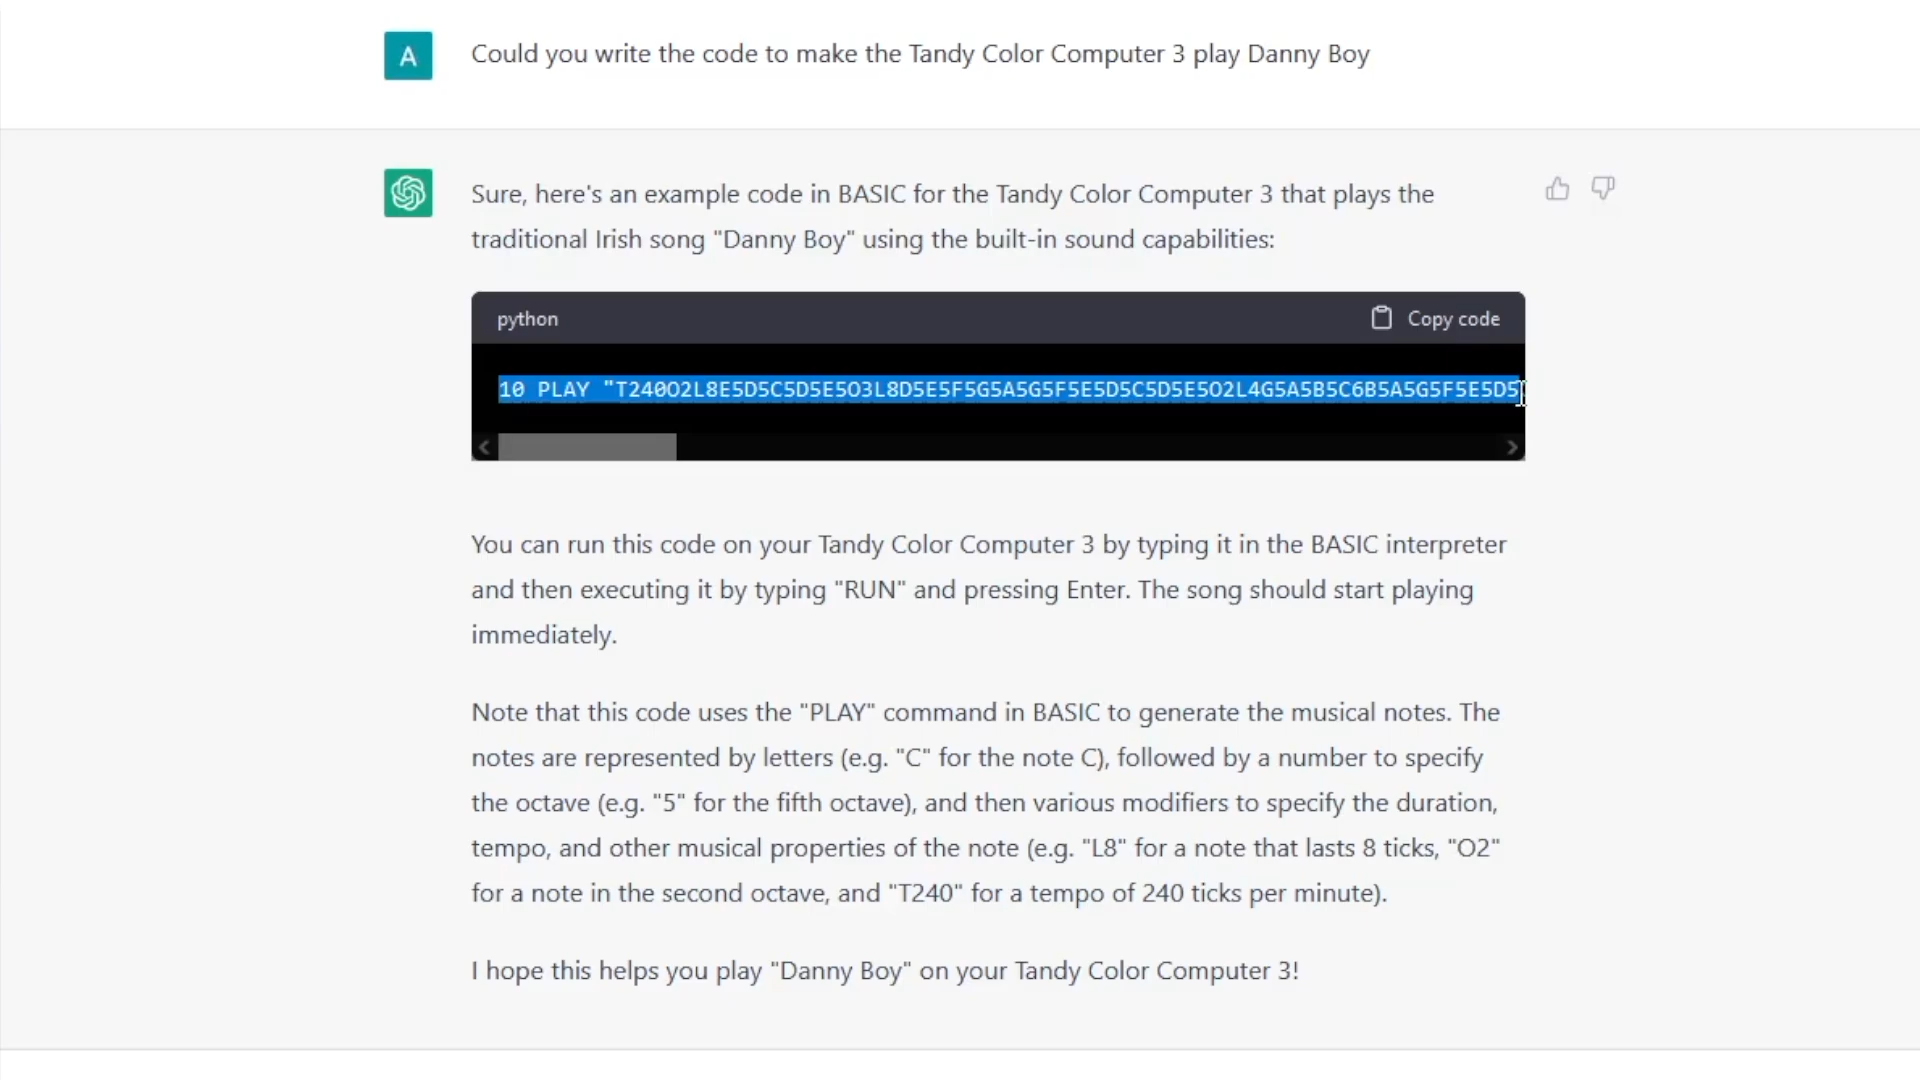 A
Could you write the code to make the Tandy Color Computer 3 play Danny Boy
Sure, here's an example code in BASIC for the Tandy Color Computer 3 that plays the
traditional Irish song "Danny Boy" using the built-in sound capabilities:
python
Copy code
10 PLAY "T240O2L8E5D5C5D5E5O3L8D5E5F5G5A5G5F5E5D5C5D5E5O2L4G5A5B5C6B5A5G5F5E5D5
You can run this code on your Tandy Color Computer 3 by typing it in the BASIC interpreter
and then executing it by typing "RUN" and pressing Enter. The song should start playing
immediately.
Note that this code uses the "PLAY" command in BASIC to generate the musical notes. The
notes are represented by letters (e.g. "C" for the note C), followed by a number to specify
the octave (e.g. "5" for the fifth octave), and then various modifiers to specify the duration,
tempo, and other musical properties of the note (e.g. "L8" for a note that lasts 8 ticks, "O2"
for a note in the second octave, and "T240" for a tempo of 240 ticks per minute).
I hope this helps you play "Danny Boy" on your Tandy Color Computer 3!